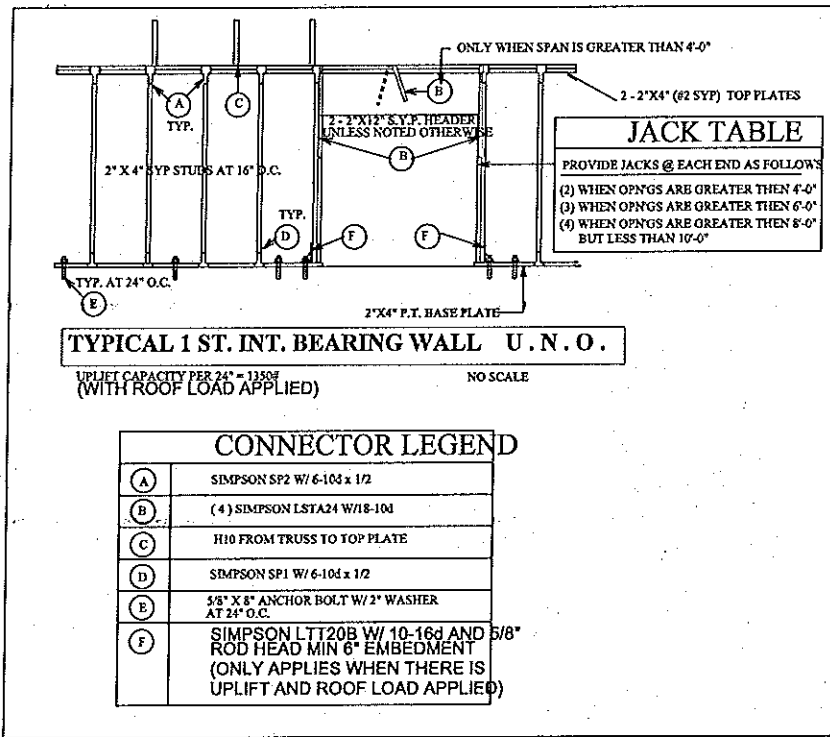 ONLY WHEN SPAN IS GREATER THAN 4'-0"
B
A
TYP.
C
2 - 2"X4" (#2 SYP) TOP PLATES
2 - 2"X12" S.Y.P. HEADER
UNLESS NOTED OTHERWISE
B
2" X 4" SYP STUDS AT 16" O.C.
JACK TABLE
PROVIDE JACKS @ EACH END AS FOLLOWS
(2) WHEN OPN'GS ARE GREATER THEN 4'-0"
(3) WHEN OPN'GS ARE GREATER THEN 6'-0"
(4) WHEN OPN'GS ARE GREATER THEN 8'-0"
BUT LESS THAN 10'-0"
TYP.
D
F
F
TYP. AT 24" O.C.
E
2"X4" P.T. BASE PLATE
TYPICAL 1 ST. INT. BEARING WALL U.N.O.
UPLIFT CAPACITY PER 24" = 1350#
NO SCALE
(WITH ROOF LOAD APPLIED)
CONNECTOR LEGEND
A SIMPSON SP2 W/ 6-10d x 1/2
B ( 4 ) SIMPSON LSTA24 W/18-10d
C H10 FROM TRUSS TO TOP PLATE
D SIMPSON SP1 W/ 6-10d x 1/2
E 5/8" X 8" ANCHOR BOLT W/ 2" WASHER
AT 24" O.C.
F SIMPSON LTT20B W/ 10-16d AND 5/8"
ROD HEAD MIN 6" EMBEDMENT
(ONLY APPLIES WHEN THERE IS
UPLIFT AND ROOF LOAD APPLIED)